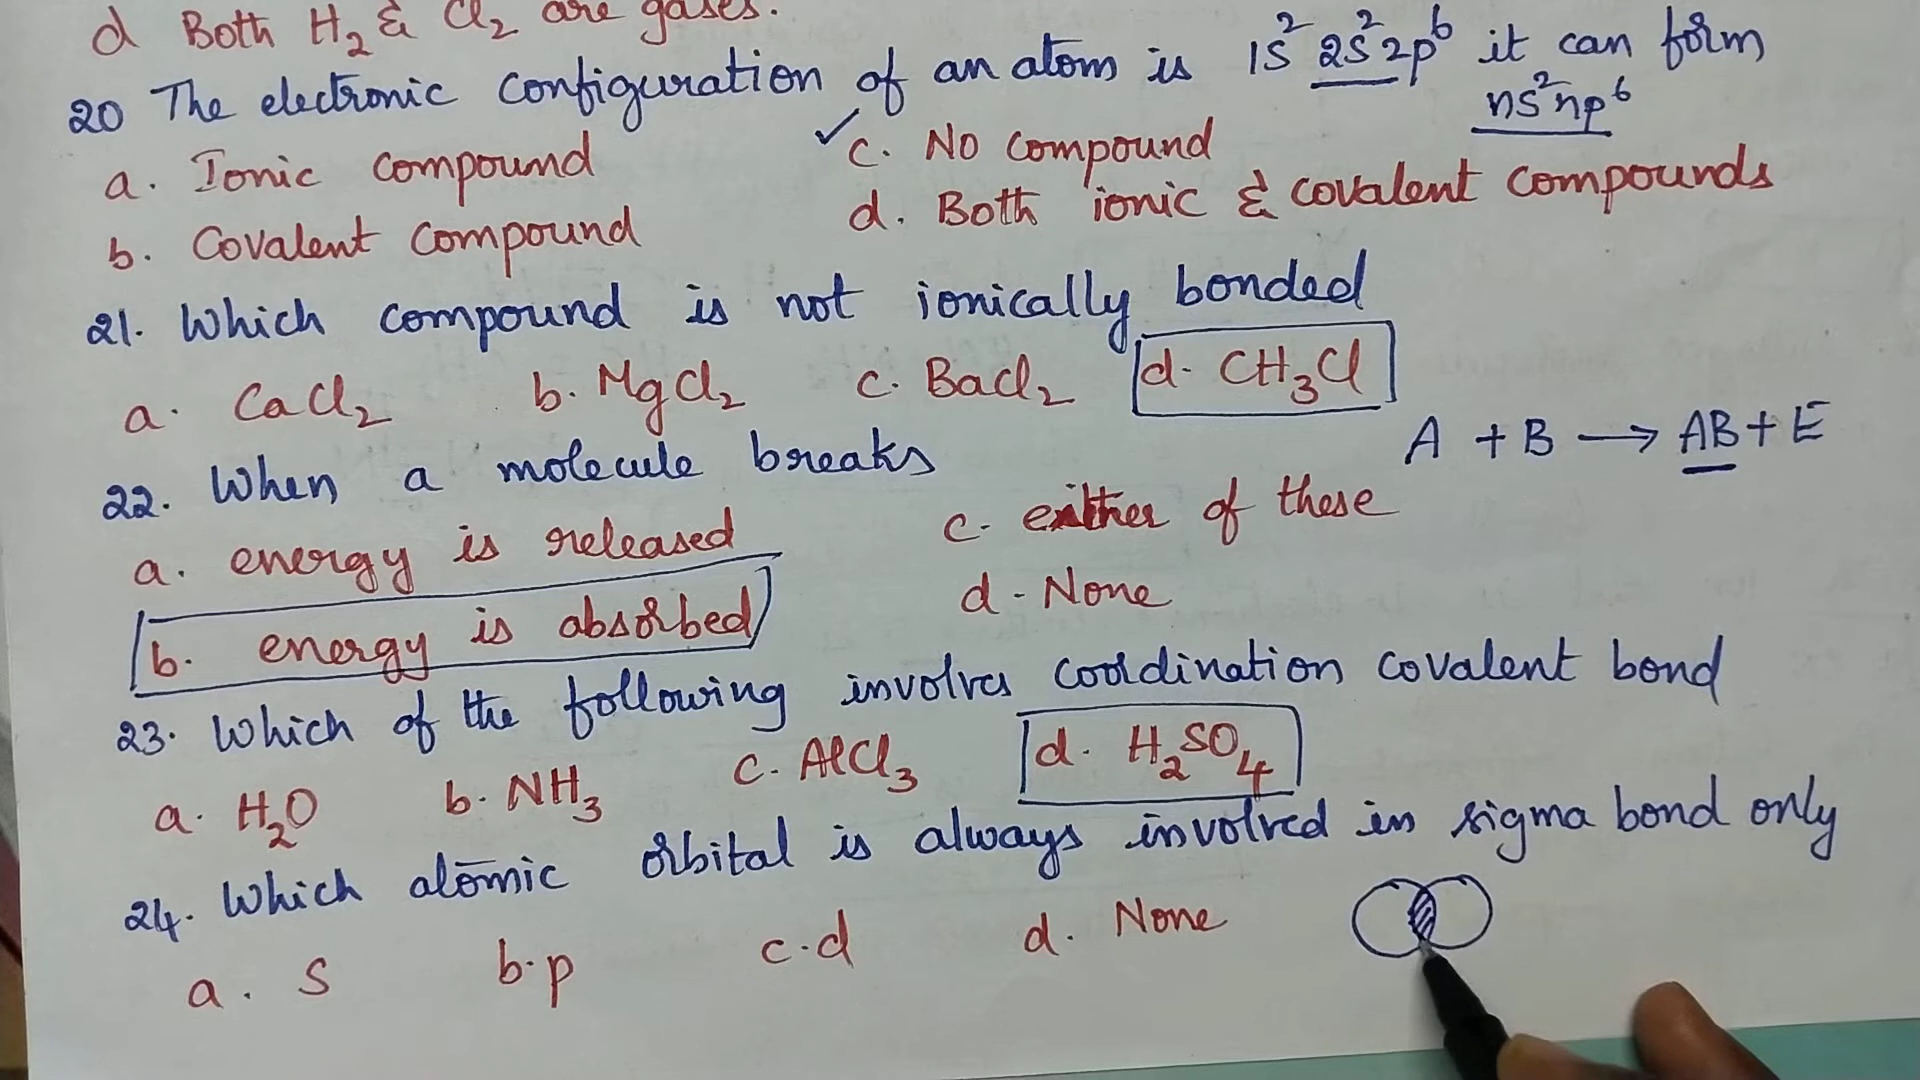 d Both H₂ & Cl₂ are gases.
20 The electronic configuration of an atom is 1S² 2S² 2p⁶ it can form
ns²np⁶
a. Ionic compound ✓c. No compound
b. Covalent compound d. Both ionic & covalent compounds
21. Which compound is not ionically bonded
a. CaCl₂ b. MgCl₂ c. BaCl₂ d. CH₃Cl
22. When a molecule breaks A + B → AB + E
a. energy is released c. either of these
b. energy is absorbed d - None
23. Which of the following involves coordination covalent bond
a. H₂O b. NH₃ c. AlCl₃ d. H₂SO₄
24. Which atomic orbital is always involved in sigma bond only
a. S b. p c. d d. None